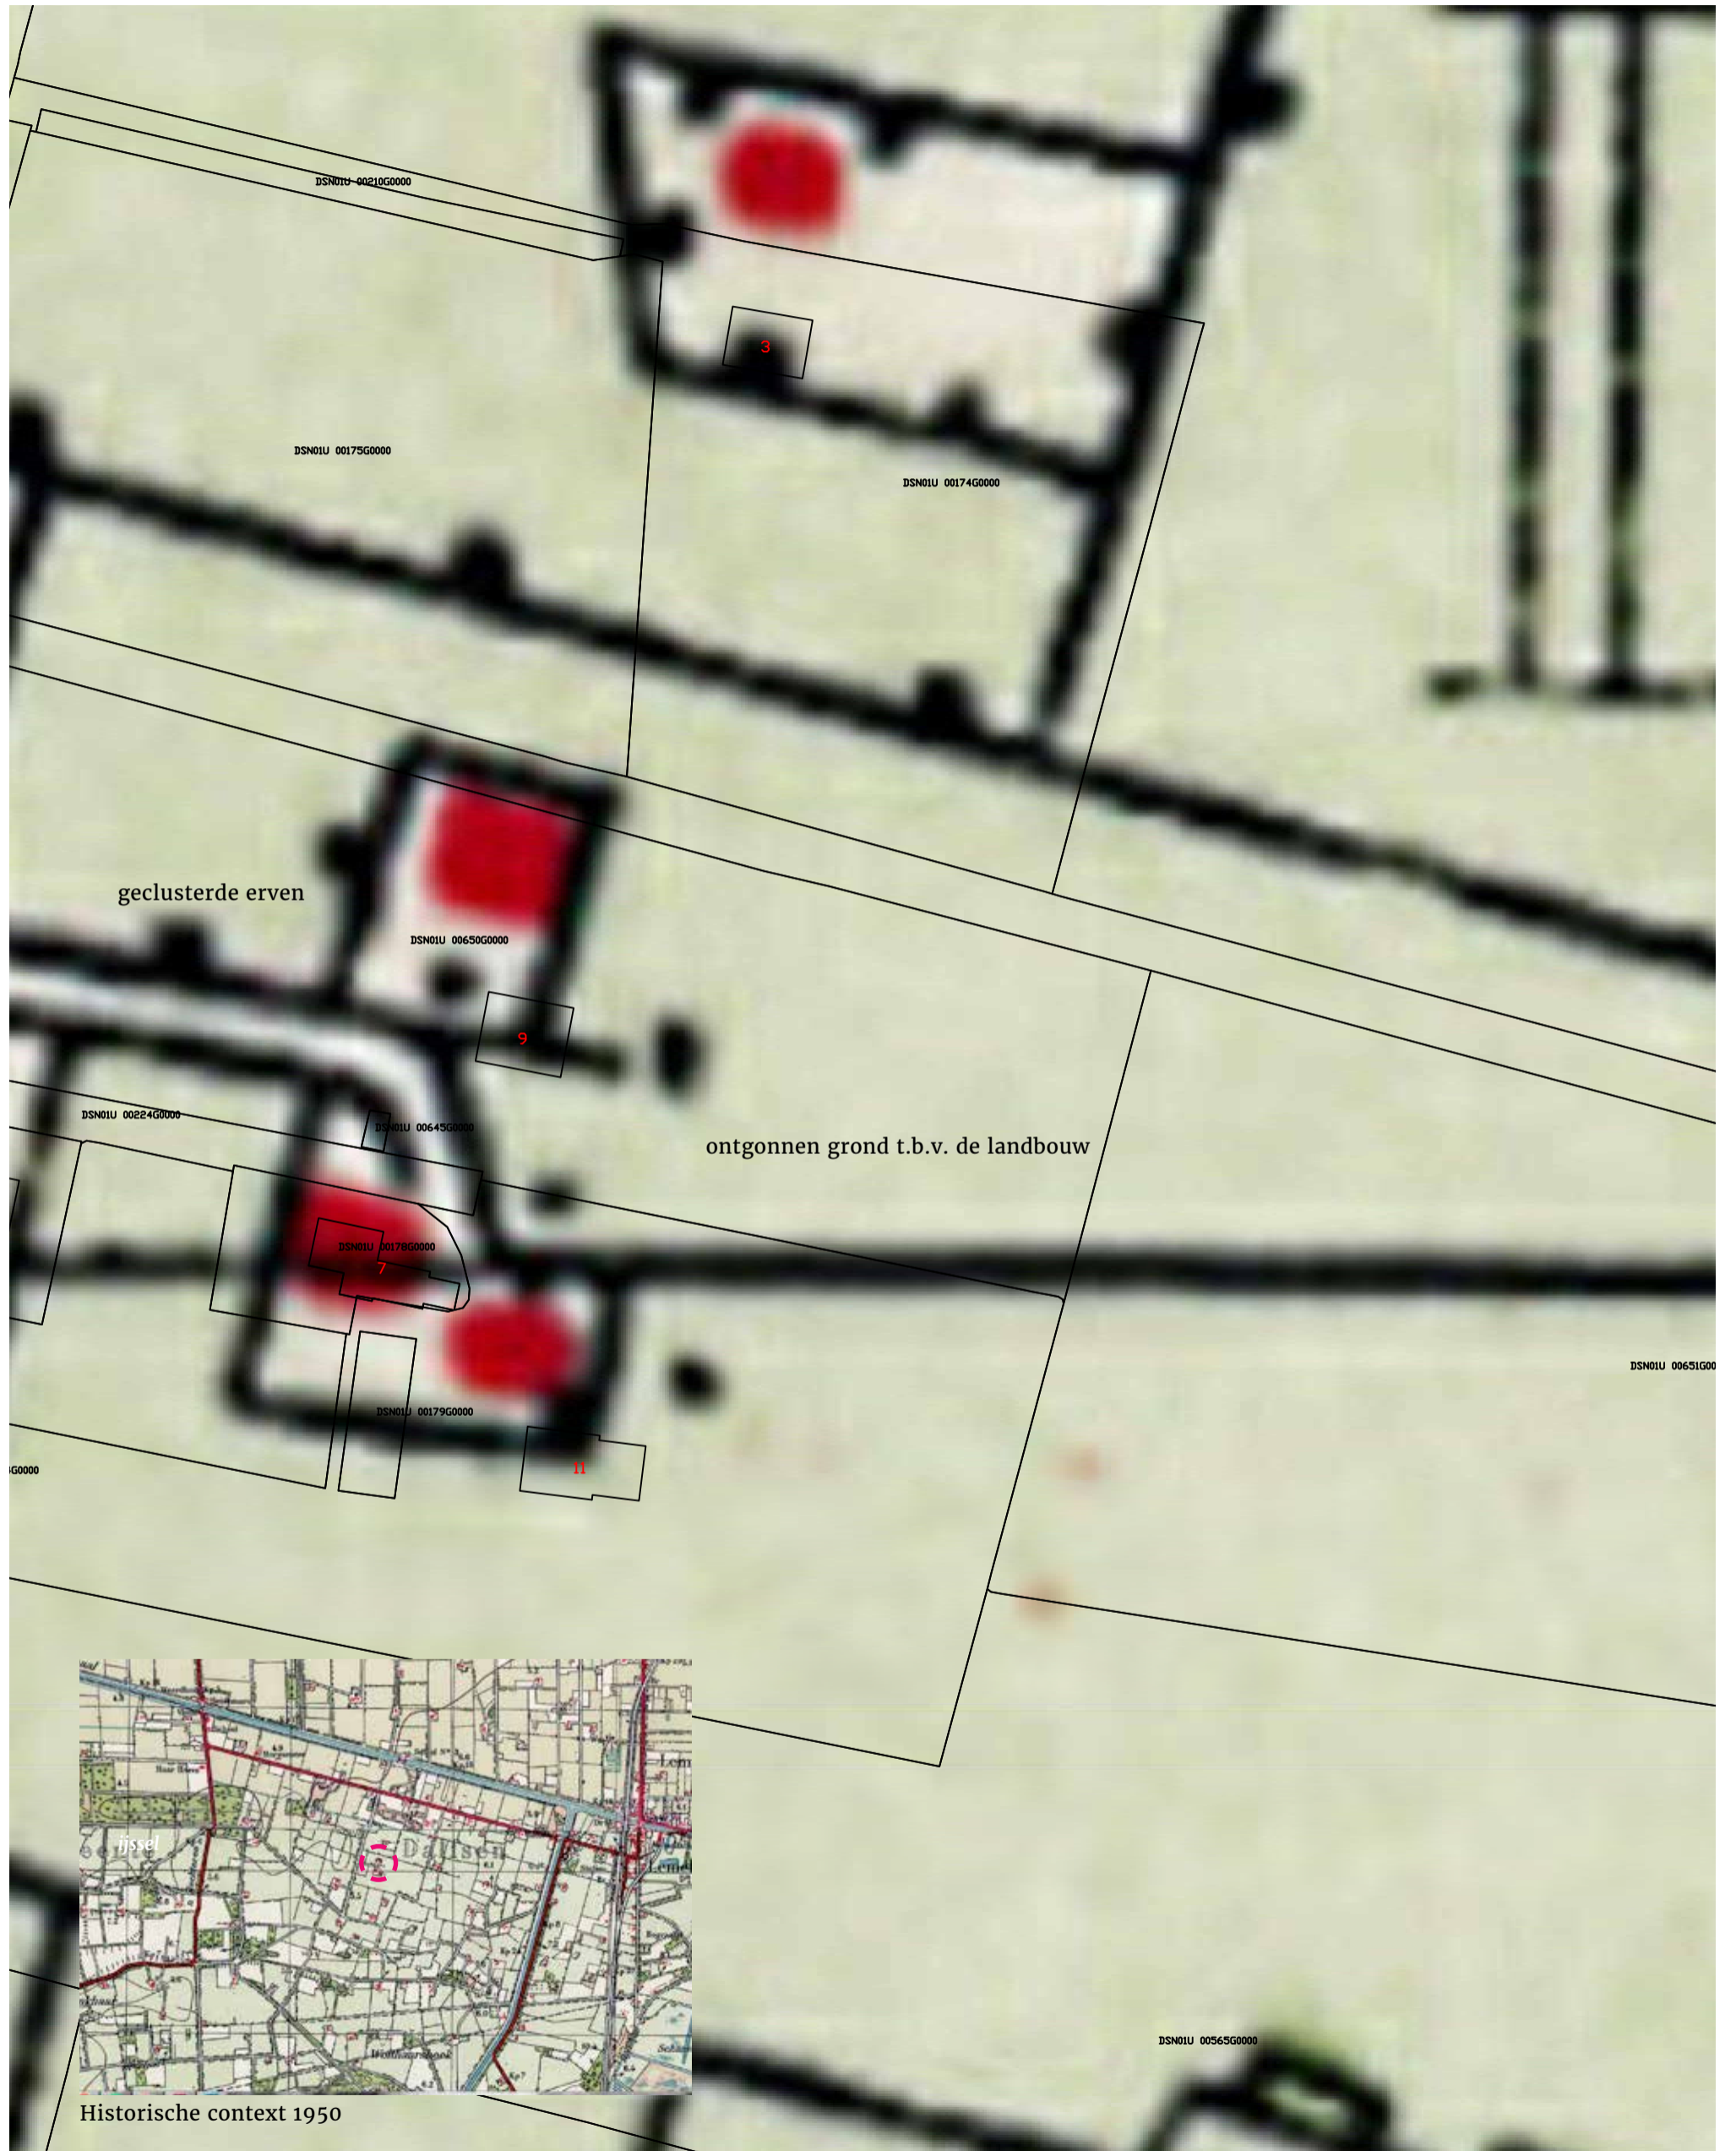 DSN01U 00210G0000
3
DSN01U 00175G0000
DSN01U 00174G0000
geclusterde erven
DSN01U 00650G0000
9
DSN01U 00224G0000
DSN01U 00645G0000
ontgonnen grond t.b.v. de landbouw
DSN01U 00178G0000
7
DSN01U 00651G00
DSN01U 00179G0000
G0000
11
ijssel
Dalfsen
DSN01U 00565G0000
Historische context 1950